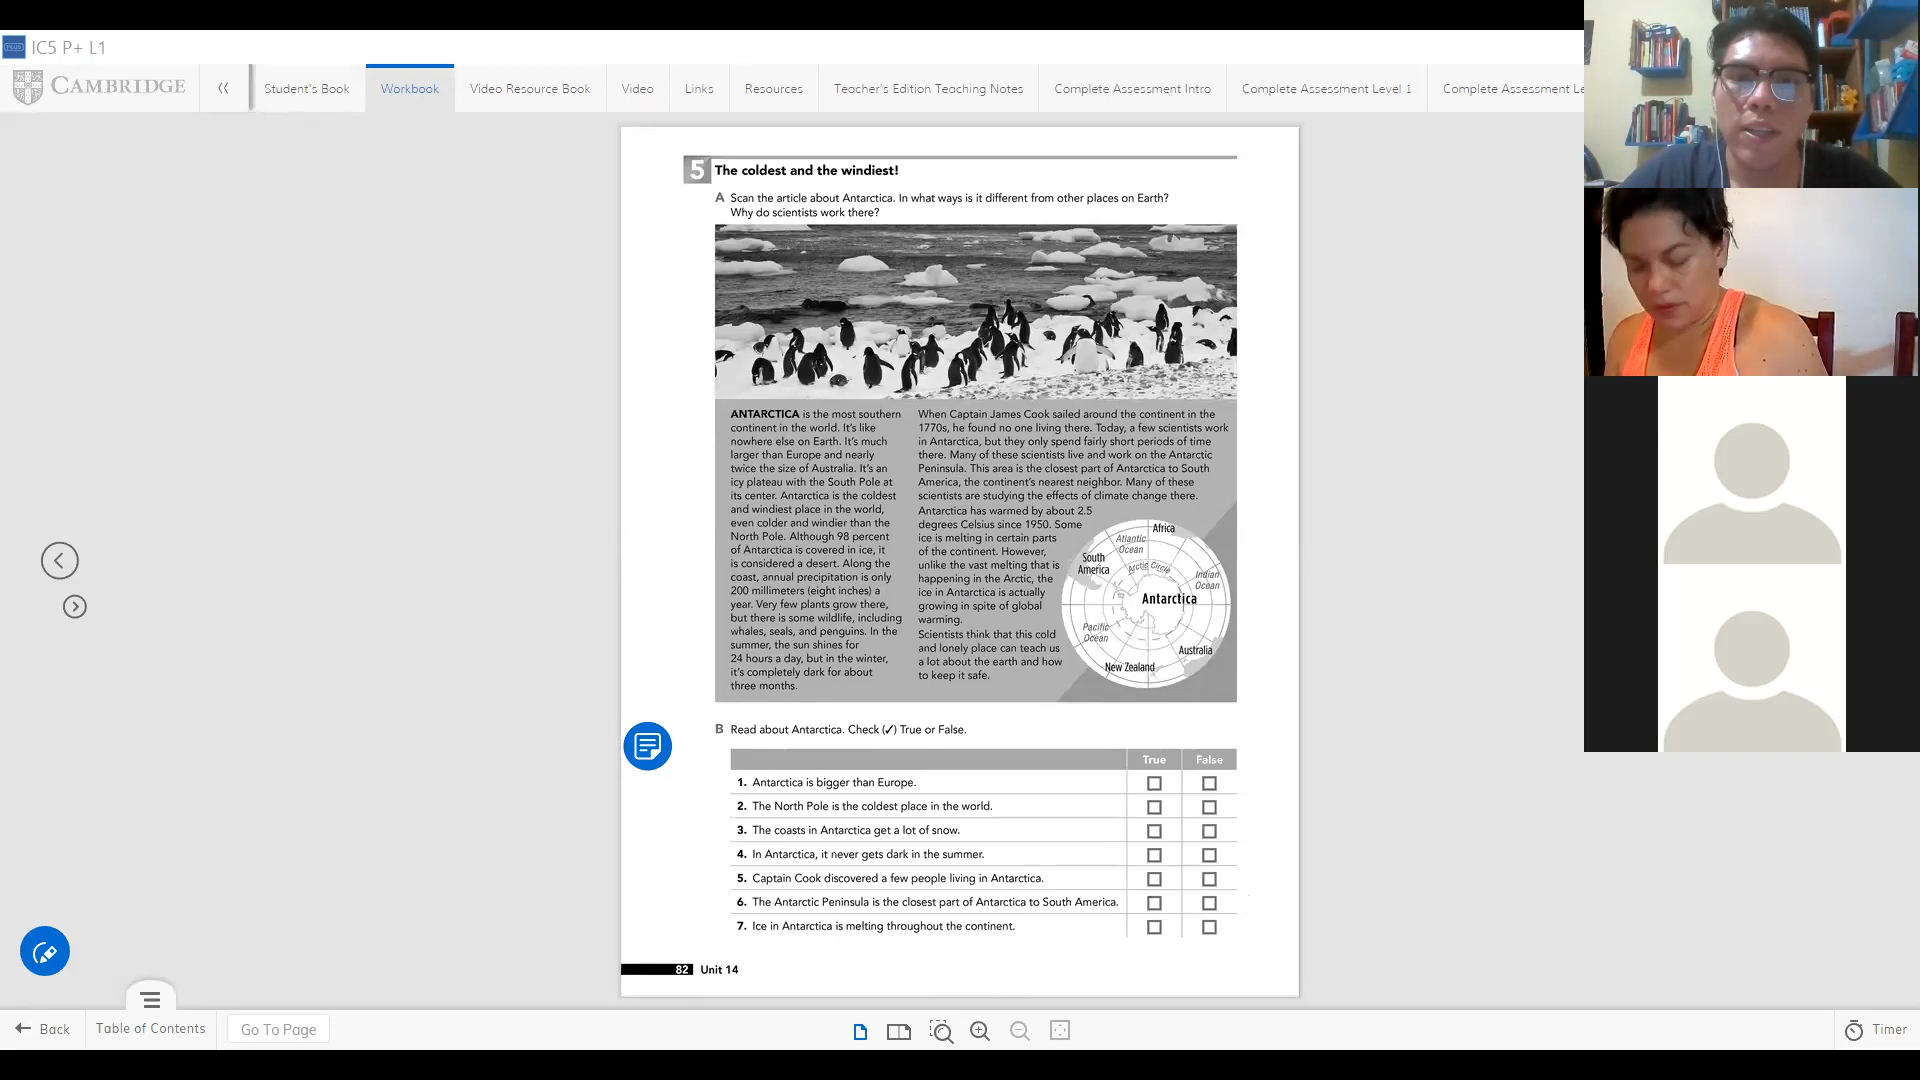 IC5 P+ L1
CAMBRIDGE
Student's Book
Workbook
Video Resource Book
Video
Links
Resources
Teacher's Edition Teaching Notes
Complete Assessment Intro
Complete Assessment Level 1
Complete Assessment Le
5 The coldest and the windiest!
A Scan the article about Antarctica. In what ways is it different from other places on Earth?
Why do scientists work there?
ANTARCTICA is the most southern
continent in the world. It's like
nowhere else on Earth. It's much
larger than Europe and nearly
twice the size of Australia. It's an
icy plateau with the South Pole at
its center. Antarctica is the coldest
and windiest place in the world,
even colder and windier than the
North Pole. Although 98 percent
of Antarctica is covered in ice, it
is considered a desert. Along the
coast, annual precipitation is only
200 millimeters (eight inches) a
year. Very few plants grow there,
but there is some wildlife, including
whales, seals, and penguins. In the
summer, the sun shines for
24 hours a day, but in the winter,
it's completely dark for about
three months.
When Captain James Cook sailed around the continent in the
1770s, he found no one living there. Today, a few scientists work
in Antarctica, but they only spend fairly short periods of time
there. Many of these scientists live and work on the Antarctic
Peninsula. This area is the closest part of Antarctica to South
America, the continent's nearest neighbor. Many of these
scientists are studying the effects of climate change there.
Antarctica has warmed by about 2.5
degrees Celsius since 1950. Some
ice is melting in certain parts
of the continent. However,
unlike the vast melting that is
happening in the Arctic, the
ice in Antarctica is actually
growing in spite of global
warming.
Scientists think that this cold
and lonely place can teach us
a lot about the earth and how
to keep it safe.
Africa
Atlantic
Ocean
South
America
Arctic Circle
Indian
Ocean
Antarctica
Pacific
Ocean
Australia
New Zealand
B Read about Antarctica. Check (✓) True or False.
True False
1. Antarctica is bigger than Europe.
2. The North Pole is the coldest place in the world.
3. The coasts in Antarctica get a lot of snow.
4. In Antarctica, it never gets dark in the summer.
5. Captain Cook discovered a few people living in Antarctica.
6. The Antarctic Peninsula is the closest part of Antarctica to South America.
7. Ice in Antarctica is melting throughout the continent.
82 Unit 14
Back
Table of Contents
Go To Page
Timer